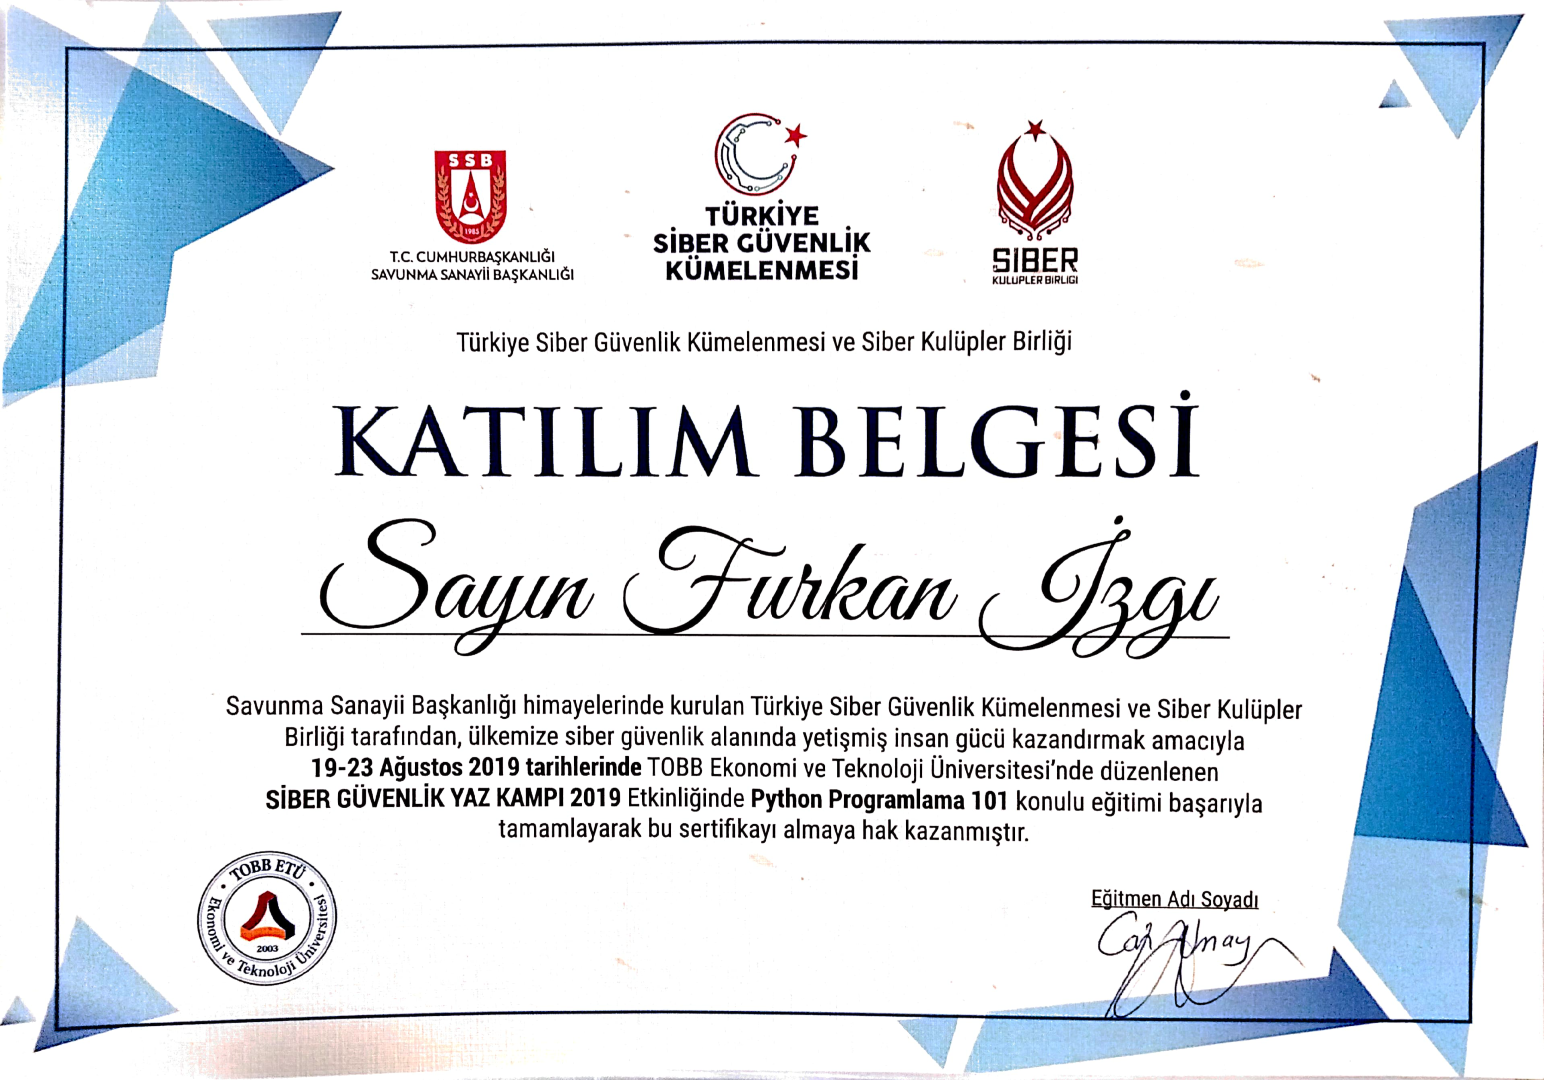 SSB
1985
T.C. CUMHURBAŞKANLIĞI
SAVUNMA SANAYİİ BAŞKANLIĞI
TÜRKİYE
SİBER GÜVENLİK
KÜMELENMESİ
SİBER
KULÜPLER BİRLİĞİ
Türkiye Siber Güvenlik Kümelenmesi ve Siber Kulüpler Birliği
KATILIM BELGESİ
Sayın Furkan İzgı
Savunma Sanayii Başkanlığı himayelerinde kurulan Türkiye Siber Güvenlik Kümelenmesi ve Siber Kulüpler
Birliği tarafından, ülkemize siber güvenlik alanında yetişmiş insan gücü kazandırmak amacıyla
19-23 Ağustos 2019 tarihlerinde TOBB Ekonomi ve Teknoloji Üniversitesi'nde düzenlenen
SİBER GÜVENLİK YAZ KAMPI 2019 Etkinliğinde Python Programlama 101 konulu eğitimi başarıyla
tamamlayarak bu sertifikayı almaya hak kazanmıştır.
TOBB ETÜ
Ekonomi ve Teknoloji Üniversitesi
2003
Eğitmen Adı Soyadı